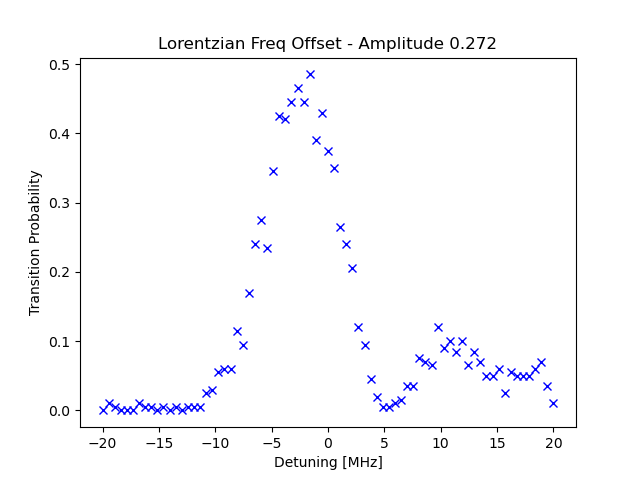 Lorentzian Freq Offset - Amplitude 0.272
0.5
0.4
0.3
0.2
0.1
0.0
Transition Probability
−20 −15 −10 −5 0 5 10 15 20
Detuning [MHz]